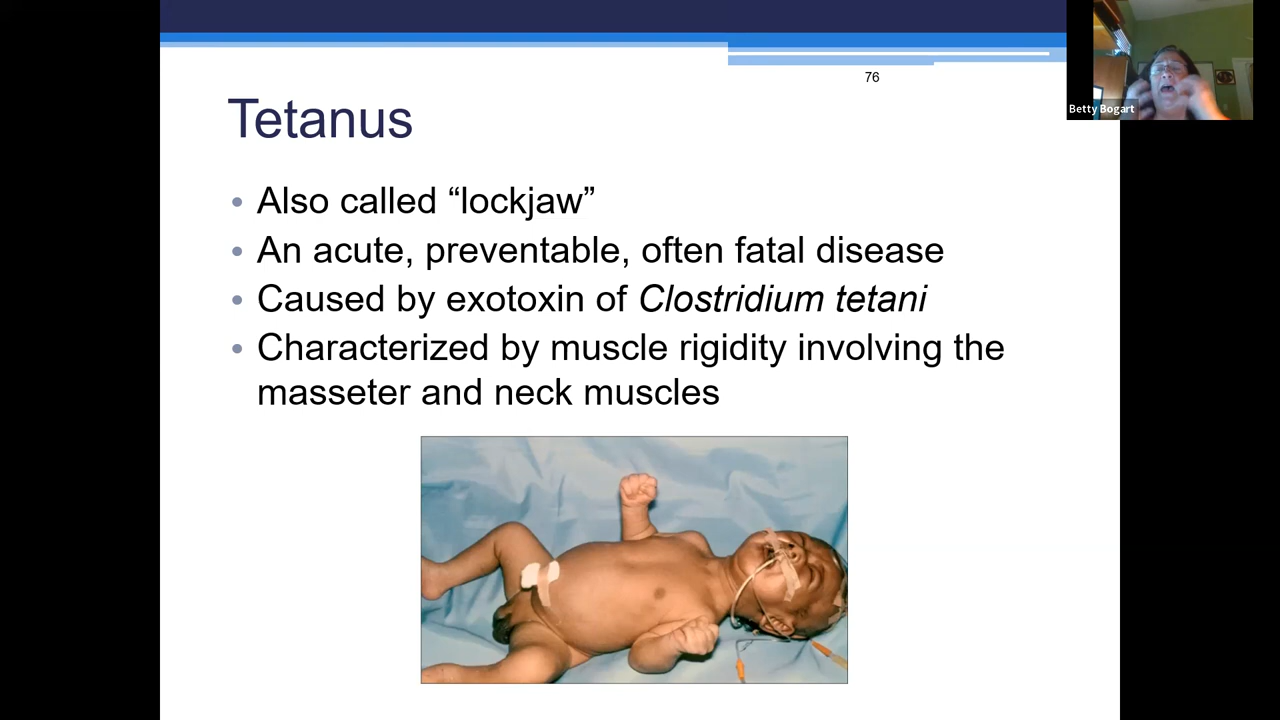 76
Betty Bogart
Tetanus
• Also called “lockjaw”
• An acute, preventable, often fatal disease
• Caused by exotoxin of Clostridium tetani
• Characterized by muscle rigidity involving the
masseter and neck muscles